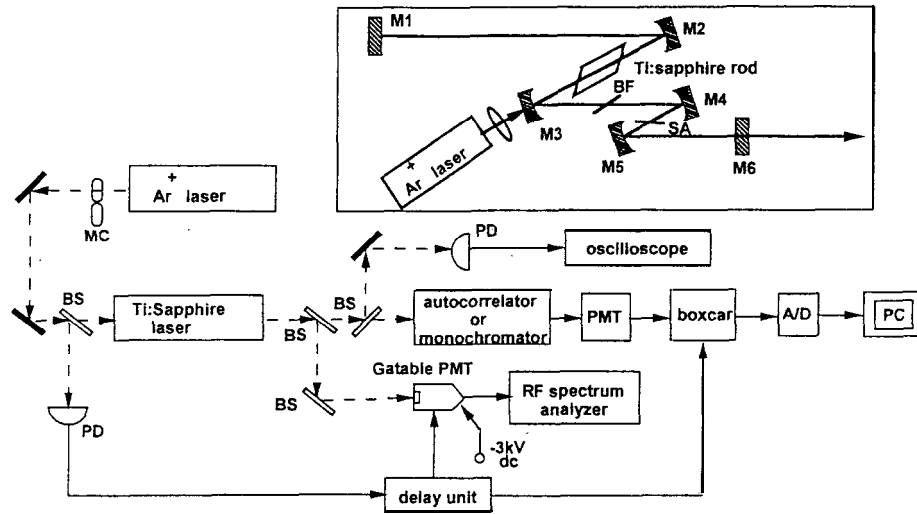 M1
M2
Ti:sapphire rod
BF
M4
M3
SA
M5
M6
+
Ar laser
+
Ar laser
MC
PD
oscilloscope
BS
Ti:Sapphire
laser
BS
BS
autocorrelator
or
monochromator
PMT
boxcar
A/D
PC
Gatable PMT
BS
RF spectrum
analyzer
PD
-3kV
dc
delay unit